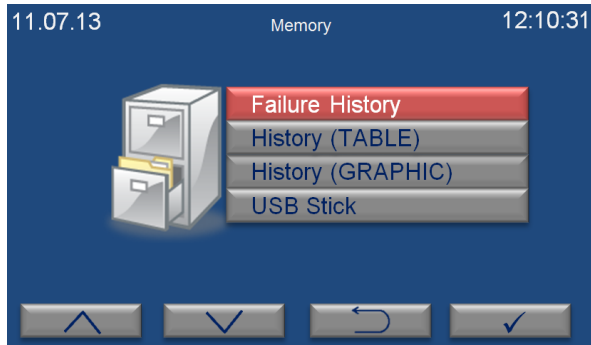 11.07.13 Memory 12:10:31
Failure History
History (TABLE)
History (GRAPHIC)
USB Stick